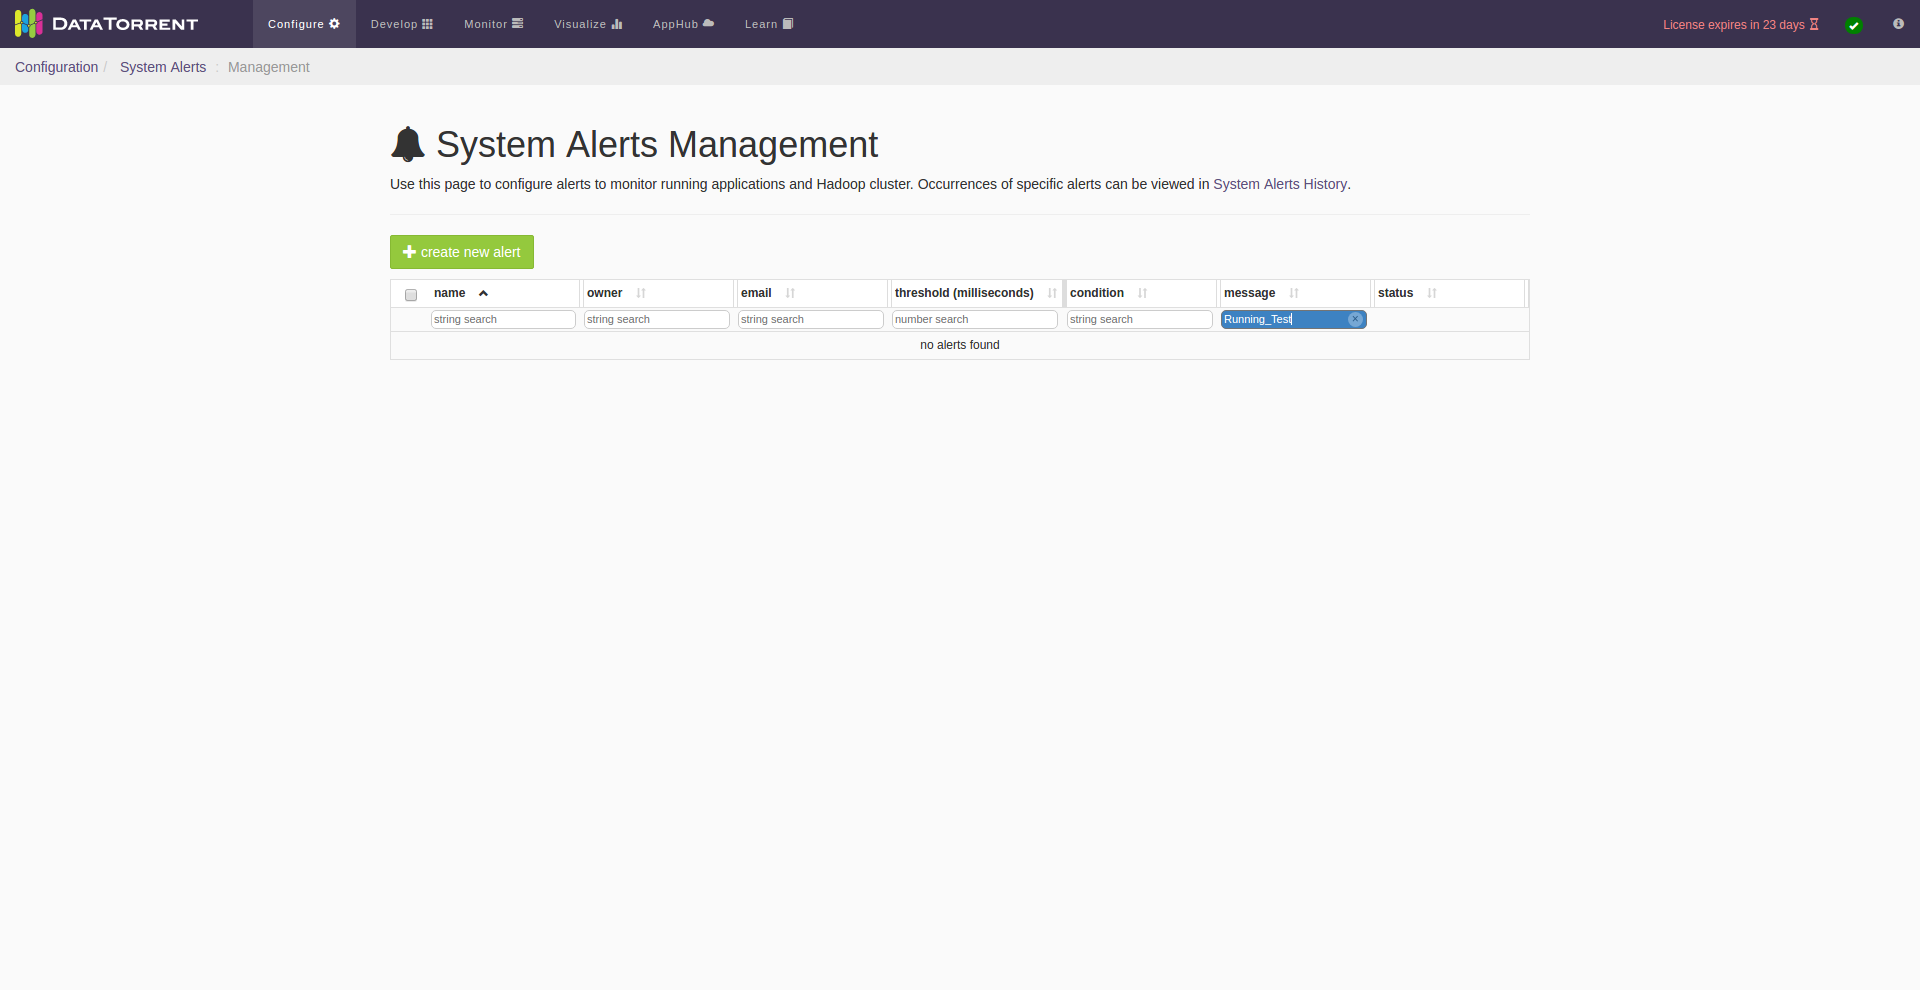 DATATORRENT Configure Develop Monitor Visualize AppHub Learn License expires in 23 days
Configuration / System Alerts : Management
System Alerts Management
Use this page to configure alerts to monitor running applications and Hadoop cluster. Occurrences of specific alerts can be viewed in System Alerts History.
create new alert
name owner email threshold (milliseconds) condition message status
string search string search string search number search string search Running_Test
no alerts found